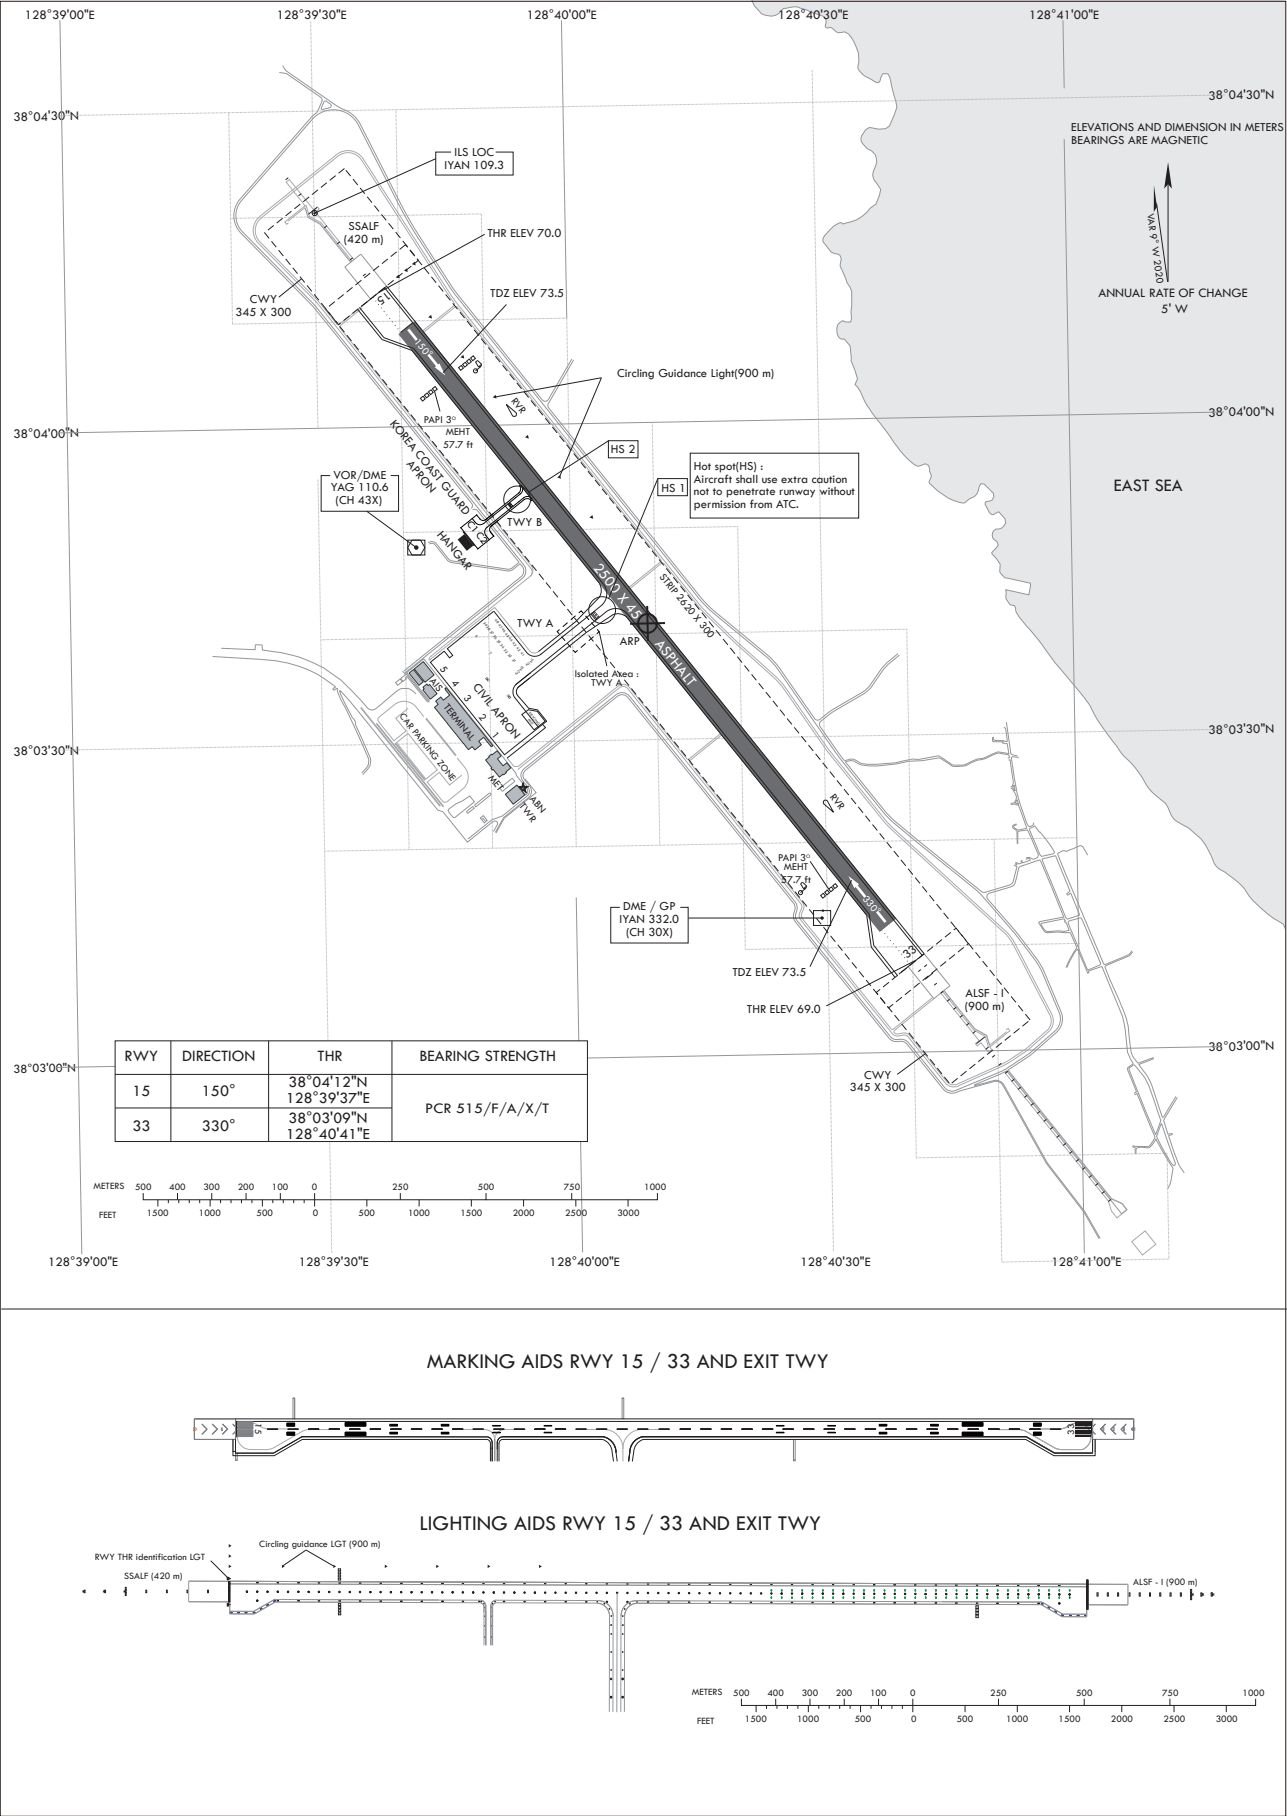 128°39'00"E
128°39'30"E
128°40'00"E
128°40'30"E
128°41'00"E
38°04'30"N
38°04'30"N
ELEVATIONS AND DIMENSION IN METERS
BEARINGS ARE MAGNETIC
VAR 9° W 2020
ANNUAL RATE OF CHANGE
5' W
ILS LOC
IYAN 109.3
SSALF
(420 m)
THR ELEV 70.0
TDZ ELEV 73.5
CWY
345 X 300
15
150°
Circling Guidance Light(900 m)
RVR
PAPI 3°
MEHT
57.7 ft
38°04'00"N
38°04'00"N
KOREA COAST GUARD
APRON
HS 2
HS 1
Hot spot(HS) :
Aircraft shall use extra caution
not to penetrate runway without
permission from ATC.
EAST SEA
VOR/DME
YAG 110.6
(CH 43X)
C1
C2
TWY B
HANGAR
2500 X 45
ASPHALT
STRIP 2620 X 300
TWY A
ARP
Isolated Area :
TWY A
AIS
5
4
3
2
1
CIVIL APRON
TERMINAL
CAR PARKING ZONE
MET
ABN
TWR
38°03'30"N
38°03'30"N
RVR
PAPI 3°
MEHT
57.7 ft
330°
DME / GP
IYAN 332.0
(CH 30X)
33
TDZ ELEV 73.5
THR ELEV 69.0
ALSF - I
(900 m)
CWY
345 X 300
38°03'00"N
38°03'00"N
RWY DIRECTION THR BEARING STRENGTH
15 150° 38°04'12"N
128°39'37"E
PCR 515/F/A/X/T
33 330° 38°03'09"N
128°40'41"E
METERS 500 400 300 200 100 0 250 500 750 1000
FEET 1500 1000 500 0 500 1000 1500 2000 2500 3000
128°39'00"E
128°39'30"E
128°40'00"E
128°40'30"E
128°41'00"E
MARKING AIDS RWY 15 / 33 AND EXIT TWY
15
33
LIGHTING AIDS RWY 15 / 33 AND EXIT TWY
Circling guidance LGT (900 m)
RWY THR identification LGT
SSALF (420 m)
ALSF - I (900 m)
METERS 500 400 300 200 100 0 250 500 750 1000
FEET 1500 1000 500 0 500 1000 1500 2000 2500 3000